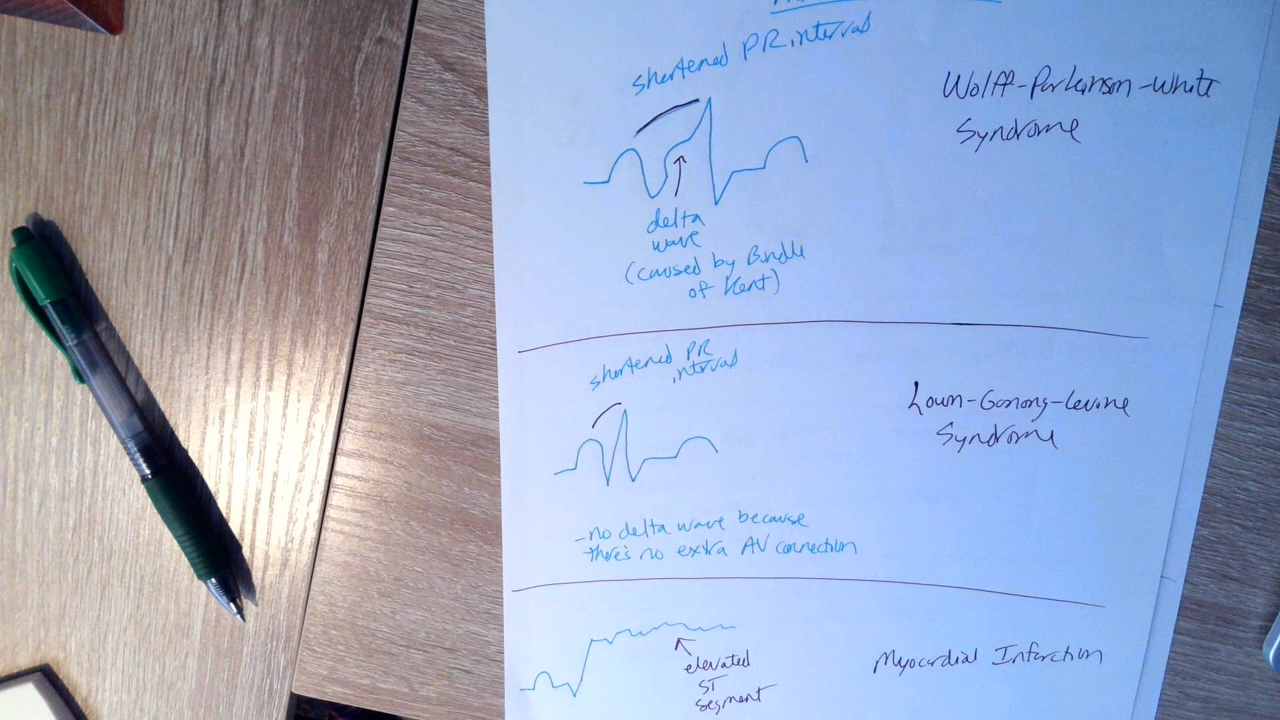 shortened PR interval
Wolff-Parkinson-White
Syndrome
delta
wave
(caused by Bundle
of Kent)
shortened PR
interval
Lown-Ganong-Levine
Syndrome
-no delta wave because
there's no extra AV connection
elevated
ST
segment
Myocardial Infarction